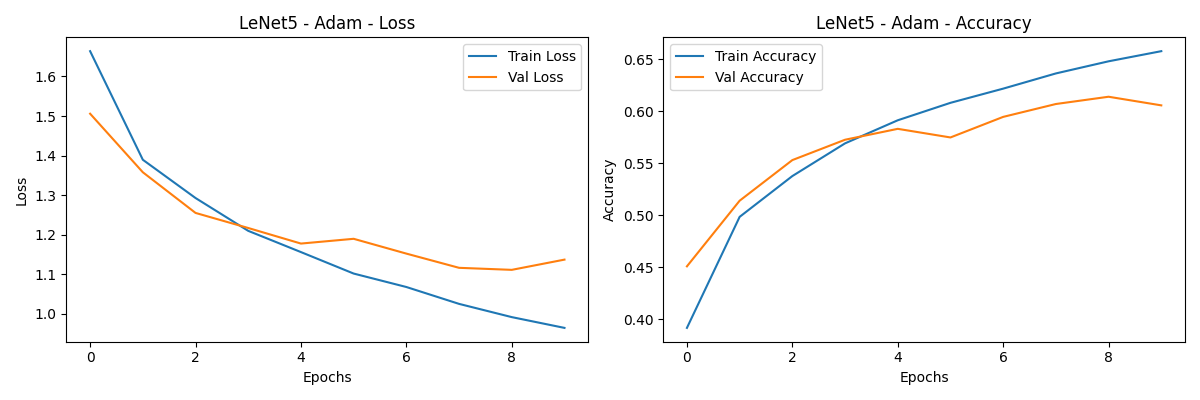 LeNet5 - Adam - Loss
Train Loss
Val Loss
1.6
1.5
1.4
1.3
1.2
1.1
1.0
Loss
0 2 4 6 8
Epochs
LeNet5 - Adam - Accuracy
Train Accuracy
Val Accuracy
0.65
0.60
0.55
0.50
0.45
0.40
Accuracy
0 2 4 6 8
Epochs